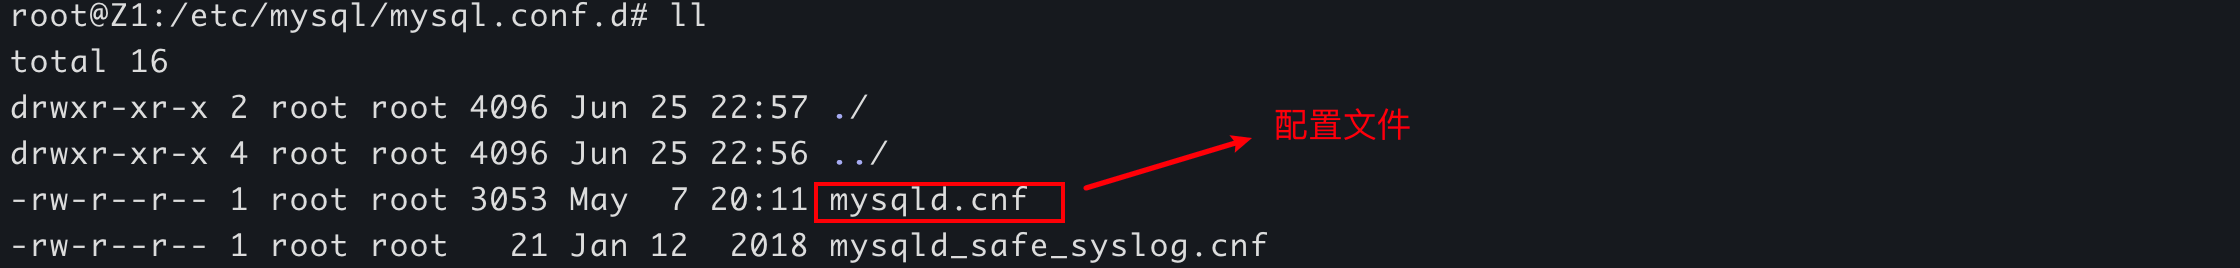 root@Z1:/etc/mysql/mysql.conf.d# ll
total 16
drwxr-xr-x 2 root root 4096 Jun 25 22:57 ./
配置文件
drwxr-xr-x 4 root root 4096 Jun 25 22:56 ../
-rw-r--r-- 1 root root 3053 May  7 20:11 mysqld.cnf
-rw-r--r-- 1 root root   21 Jan 12  2018 mysqld_safe_syslog.cnf